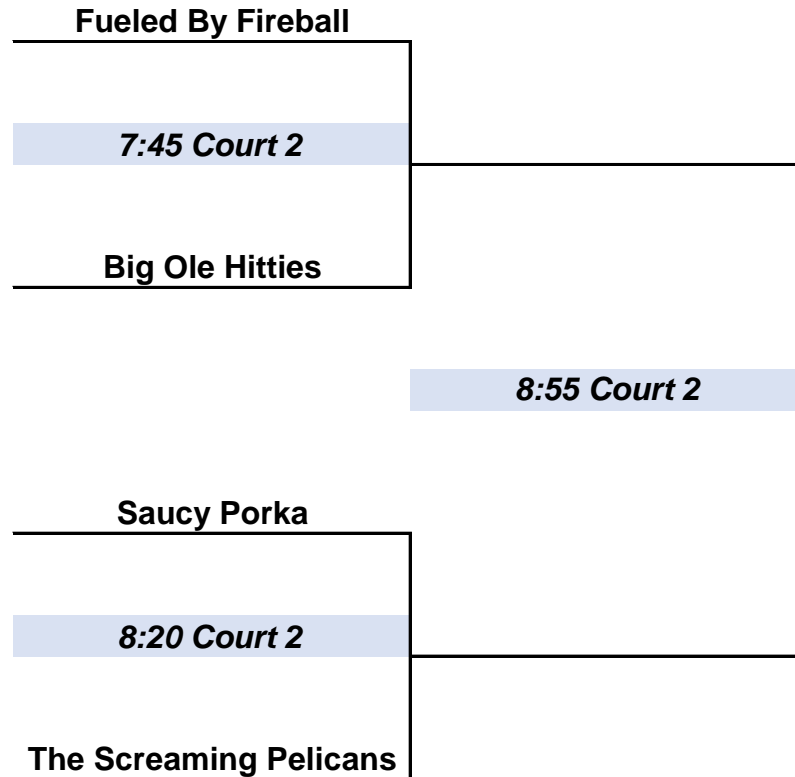 Fueled By Fireball
7:45 Court 2
Big Ole Hitties
8:55 Court 2
Saucy Porka
8:20 Court 2
The Screaming Pelicans